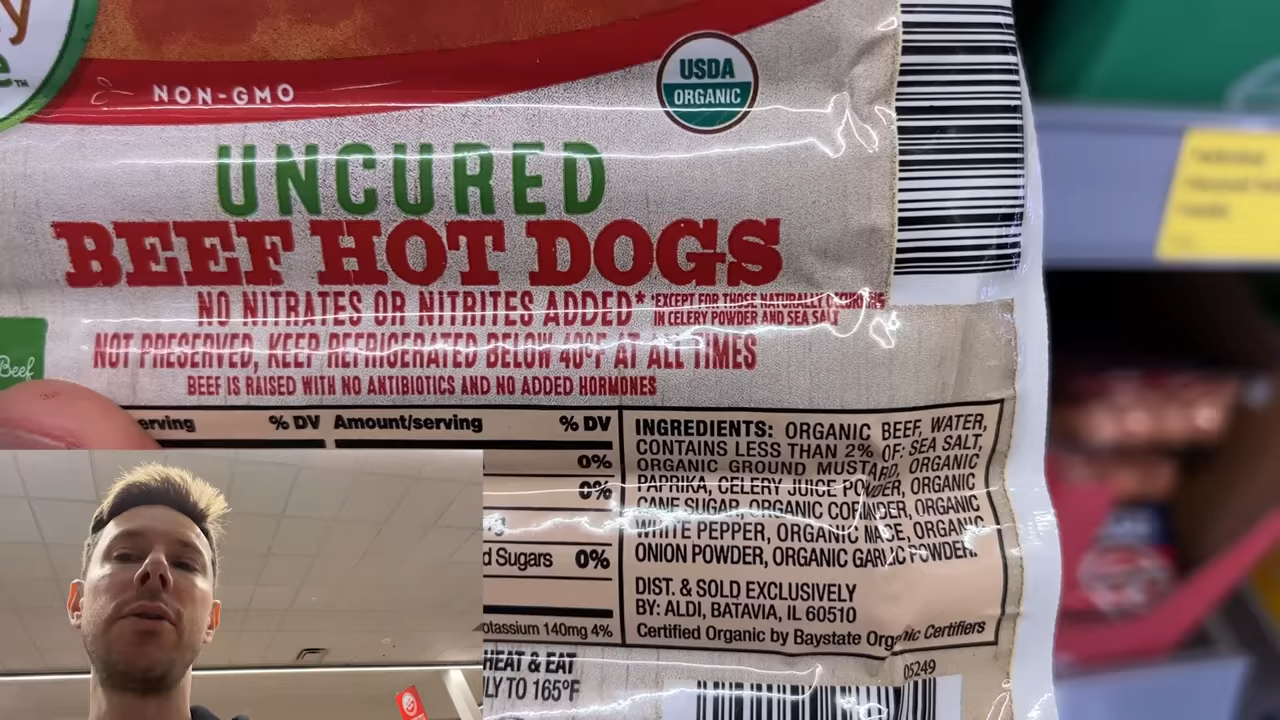 NON-GMO
USDA
ORGANIC
UNCURED
BEEF HOT DOGS
NO NITRATES OR NITRITES ADDED* *EXCEPT FOR THOSE NATURALLY OCCURRING
IN CELERY POWDER AND SEA SALT
NOT PRESERVED, KEEP REFRIGERATED BELOW 40°F AT ALL TIMES
BEEF IS RAISED WITH NO ANTIBIOTICS AND NO ADDED HORMONES
Beef
erving % DV Amount/serving % DV
0%
0%
d Sugars 0%
otassium 140mg 4%
INGREDIENTS: ORGANIC BEEF, WATER,
CONTAINS LESS THAN 2% OF: SEA SALT,
ORGANIC GROUND MUSTARD, ORGANIC
PAPRIKA, CELERY JUICE POWDER, ORGANIC
CANE SUGAR, ORGANIC CORIANDER, ORGANIC
WHITE PEPPER, ORGANIC MACE, ORGANIC
ONION POWDER, ORGANIC GARLIC POWDER.
DIST. & SOLD EXCLUSIVELY
BY: ALDI, BATAVIA, IL 60510
Certified Organic by Baystate Organic Certifiers
HEAT & EAT
LY TO 165°F
05249